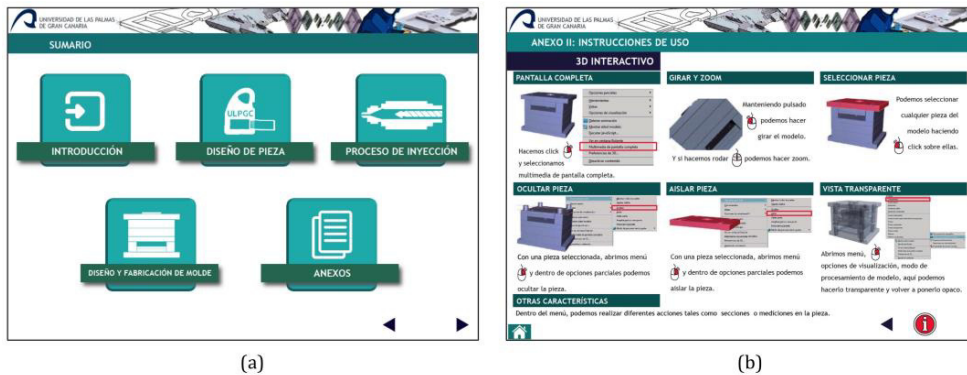 UNIVERSIDAD DE LAS PALMAS
DE GRAN CANARIA
SUMARIO
ULPGC
INTRODUCCIÓN
DISEÑO DE PIEZA
PROCESO DE INYECCIÓN
DISEÑO Y FABRICACIÓN DE MOLDE
ANEXOS
(a)
UNIVERSIDAD DE LAS PALMAS
DE GRAN CANARIA
ANEXO II: INSTRUCCIONES DE USO
3D INTERACTIVO
PANTALLA COMPLETA
Hacemos click
y seleccionamos
multimedia de pantalla completa.
GIRAR Y ZOOM
Manteniendo pulsado
podemos hacer
girar el modelo.
Y si hacemos rodar podemos hacer zoom.
SELECCIONAR PIEZA
Podemos seleccionar
cualquier pieza del
modelo haciendo
click sobre ellas.
OCULTAR PIEZA
Con una pieza seleccionada, abrimos menú
y dentro de opciones parciales podemos
ocultar la pieza.
AISLAR PIEZA
Con una pieza seleccionada, abrimos menú
y dentro de opciones parciales podemos
aislar la pieza.
VISTA TRANSPARENTE
Abrimos menú,
opciones de visualización, modo de
procesamiento de modelo, aquí podemos
hacerlo transparente y volver a ponerlo opaco.
OTRAS CARACTERÍSTICAS
Dentro del menú, podemos realizar diferentes acciones tales como secciones o mediciones en la pieza.
(b)